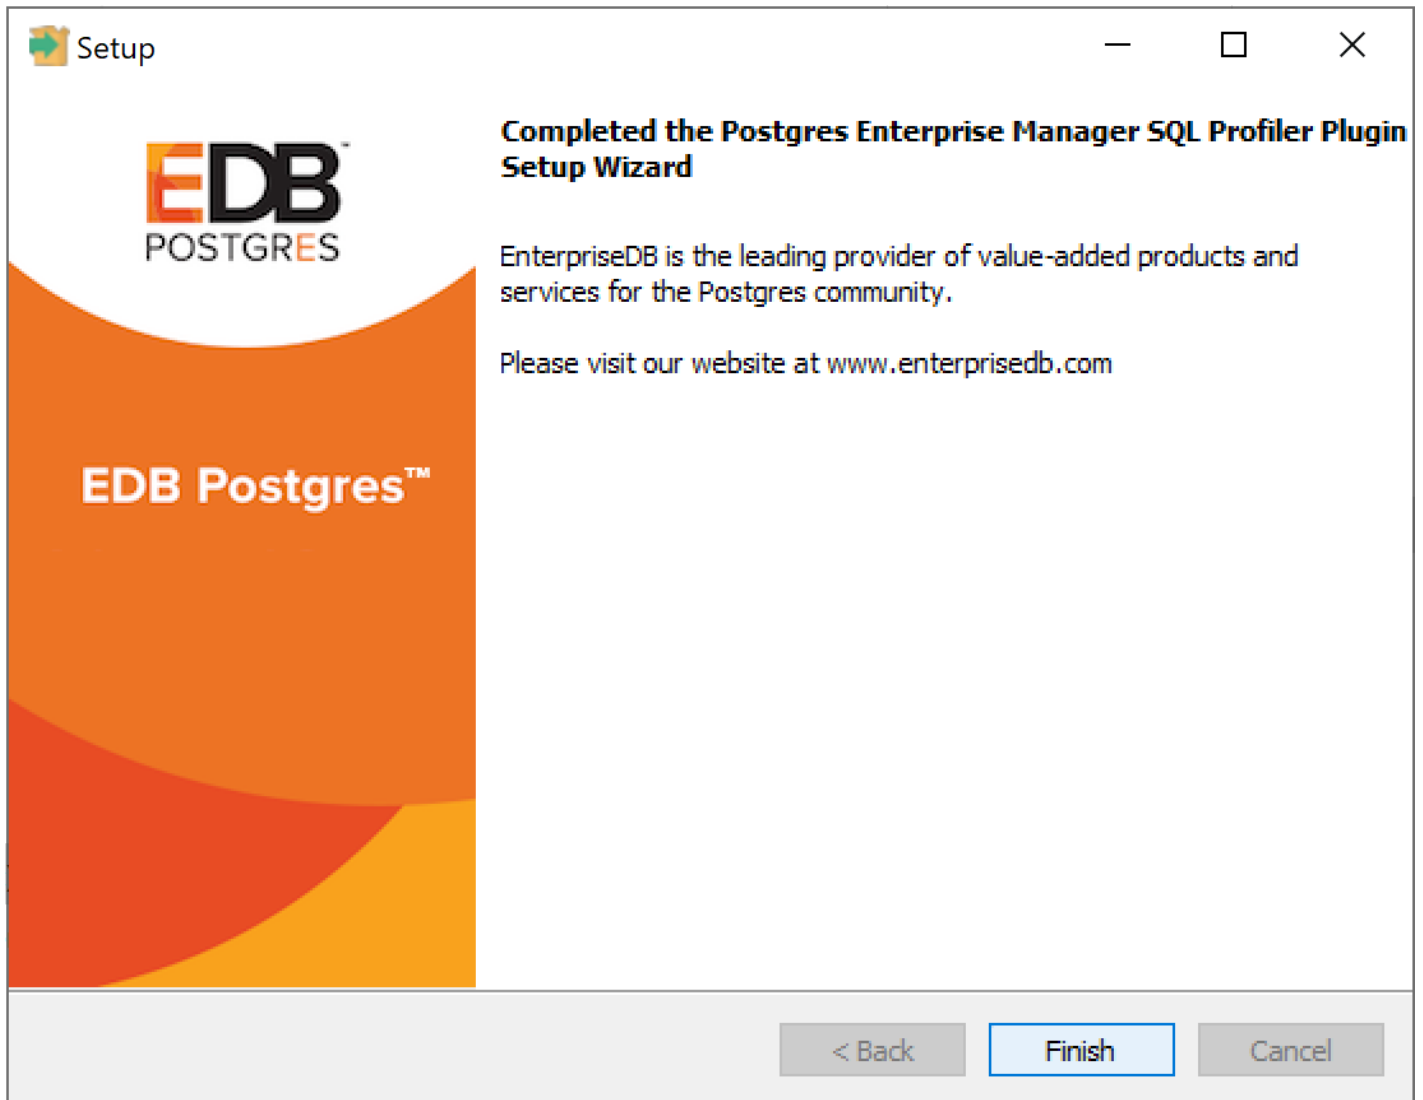 Setup
EDB™
POSTGRES
EDB Postgres™
Completed the Postgres Enterprise Manager SQL Profiler Plugin
Setup Wizard
EnterpriseDB is the leading provider of value-added products and
services for the Postgres community.
Please visit our website at www.enterprisedb.com
< Back
Finish
Cancel